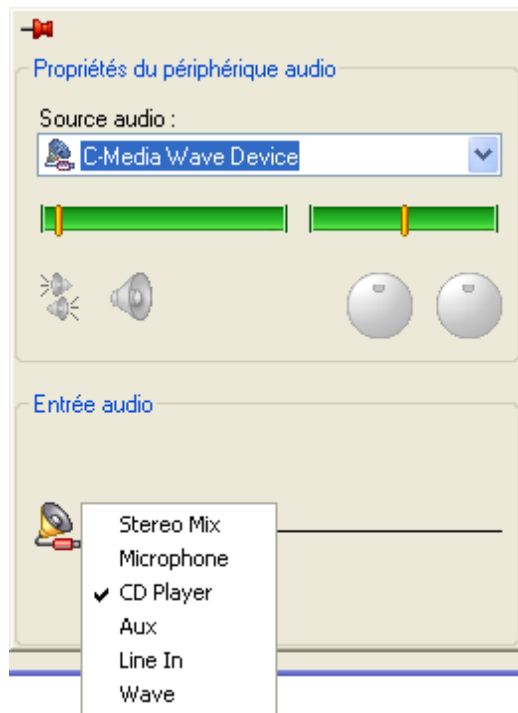 Propriétés du périphérique audio
Source audio :
C-Media Wave Device
Entrée audio
Stereo Mix
Microphone
CD Player
Aux
Line In
Wave